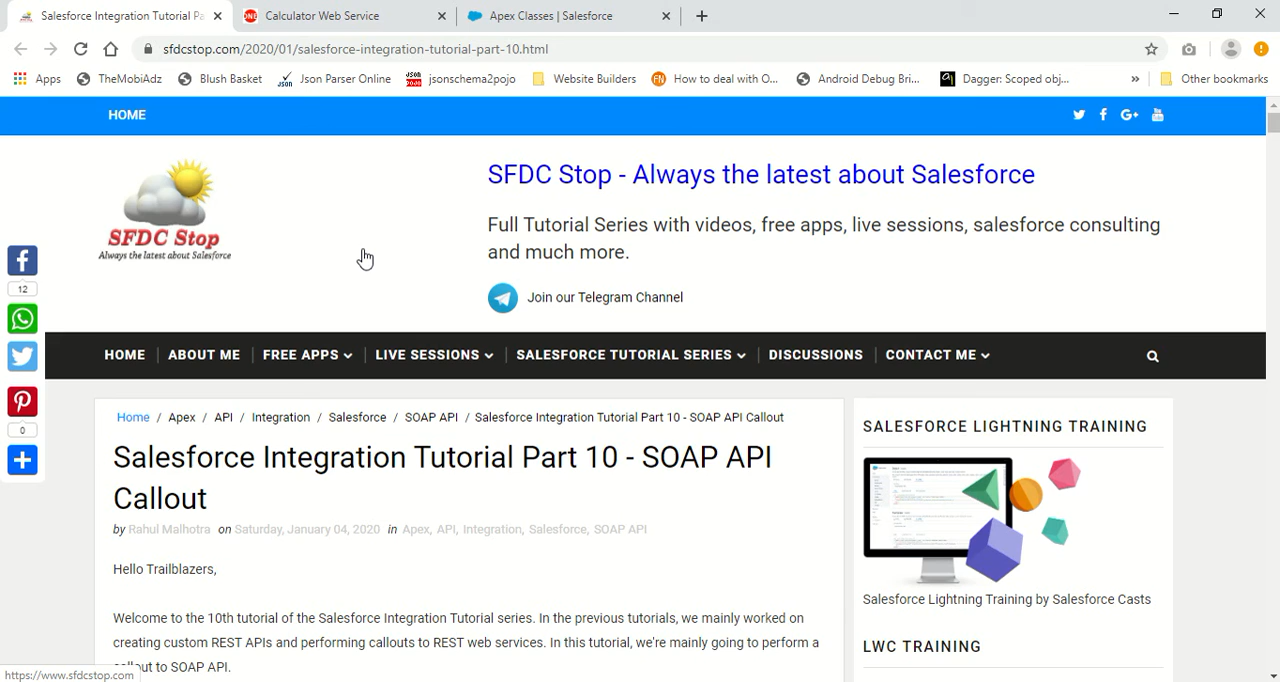 Salesforce Integration Tutorial Pa
Calculator Web Service
Apex Classes | Salesforce
sfdcstop.com/2020/01/salesforce-integration-tutorial-part-10.html
Apps
TheMobiAdz
Blush Basket
Json Parser Online
jsonschema2pojo
Website Builders
How to deal with O...
Android Debug Bri...
Dagger: Scoped obj...
»
Other bookmarks
HOME
SFDC Stop
Always the latest about Salesforce
SFDC Stop - Always the latest about Salesforce
Full Tutorial Series with videos, free apps, live sessions, salesforce consulting
and much more.
Join our Telegram Channel
12
0
HOME
ABOUT ME
FREE APPS
LIVE SESSIONS
SALESFORCE TUTORIAL SERIES
DISCUSSIONS
CONTACT ME
Home / Apex / API / Integration / Salesforce / SOAP API / Salesforce Integration Tutorial Part 10 - SOAP API Callout
Salesforce Integration Tutorial Part 10 - SOAP API
Callout
by Rahul Malhotra on Saturday, January 04, 2020 in Apex, API, Integration, Salesforce, SOAP API
Hello Trailblazers,
Welcome to the 10th tutorial of the Salesforce Integration Tutorial series. In the previous tutorials, we mainly worked on
creating custom REST APIs and performing callouts to REST web services. In this tutorial, we're mainly going to perform a
callout to SOAP API.
SALESFORCE LIGHTNING TRAINING
Salesforce Lightning Training by Salesforce Casts
LWC TRAINING
https://www.sfdcstop.com